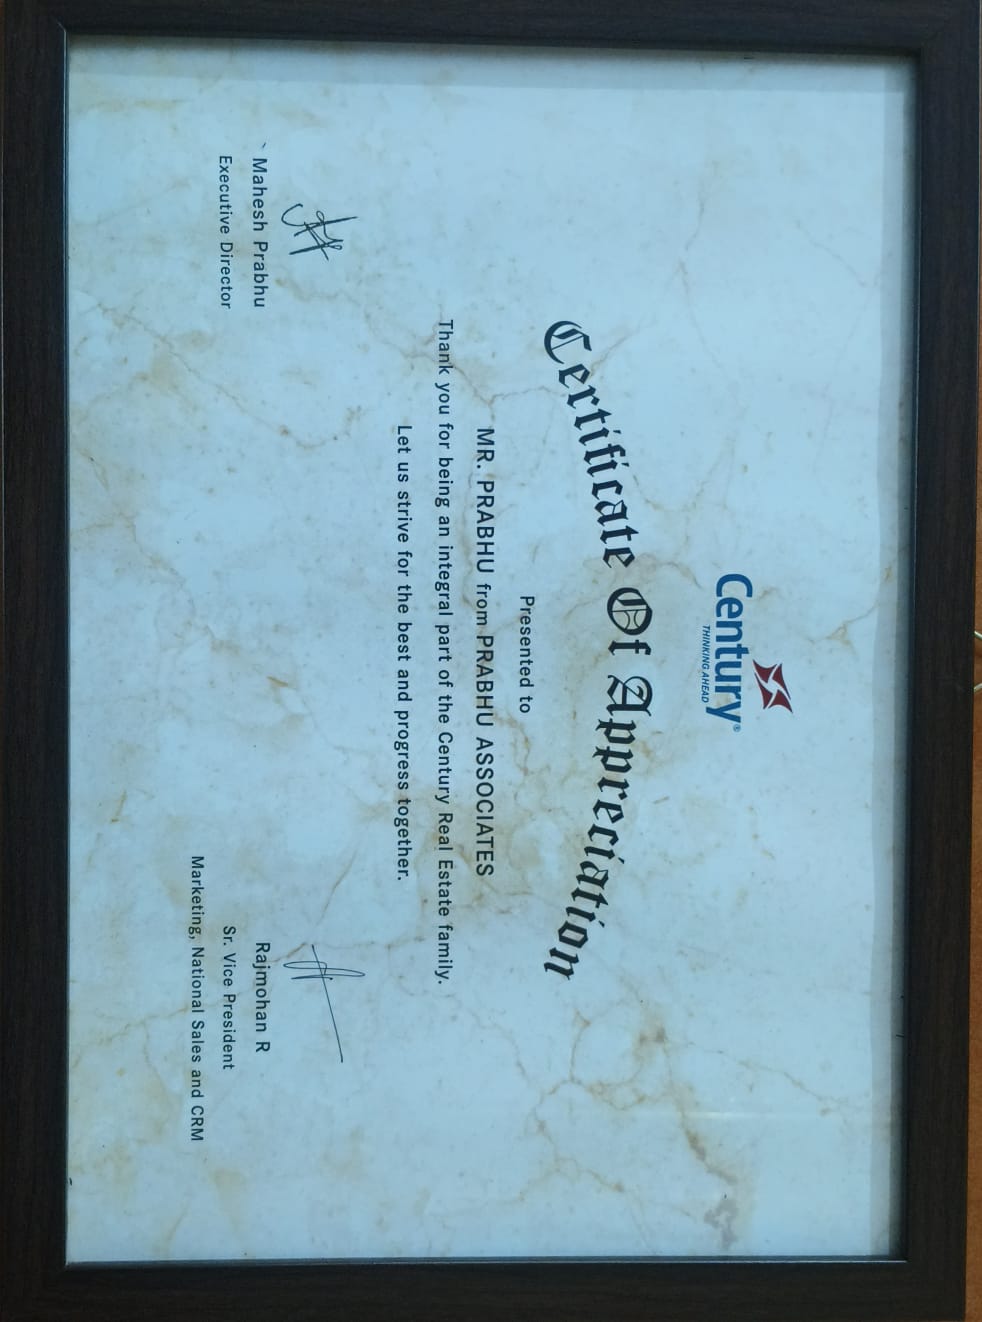 Century®
THINKING AHEAD
Certificate Of Appreciation
Presented to
MR. PRABHU from PRABHU ASSOCIATES
Thank you for being an integral part of the Century Real Estate family.
Let us strive for the best and progress together.
Mahesh Prabhu
Executive Director
Rajmohan R
Sr. Vice President
Marketing, National Sales and CRM